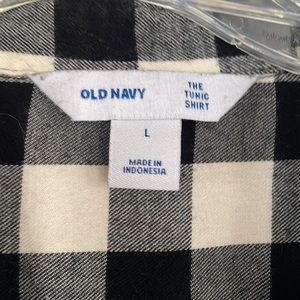 OLD NAVY
THE
TUNIC
SHIRT
L
MADE IN
INDONESIA